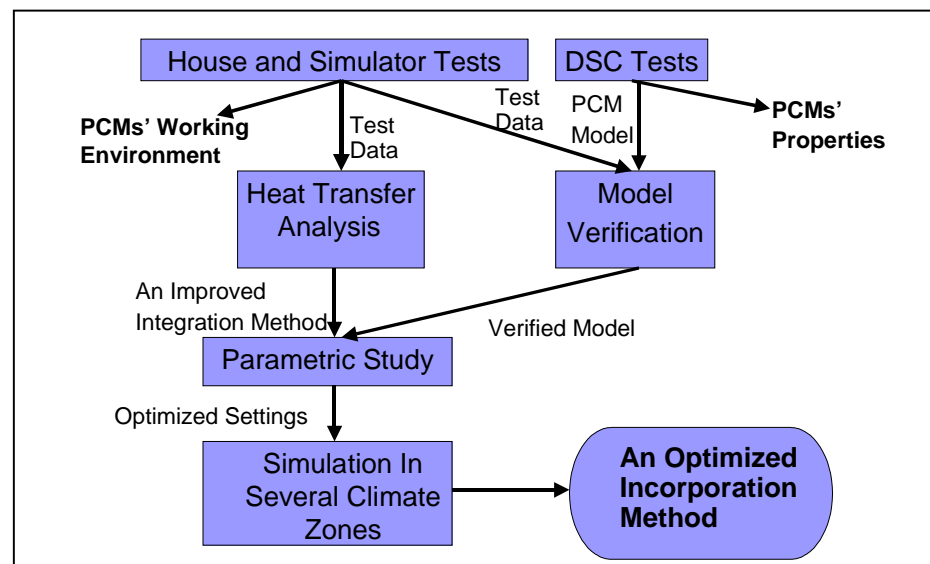 House and Simulator Tests
DSC Tests
PCMs’ Working
Environment
Test
Data
Test
Data
PCM
Model
PCMs’
Properties
Heat Transfer
Analysis
Model
Verification
An Improved
Integration Method
Verified Model
Parametric Study
Optimized Settings
Simulation In
Several Climate
Zones
An Optimized
Incorporation
Method